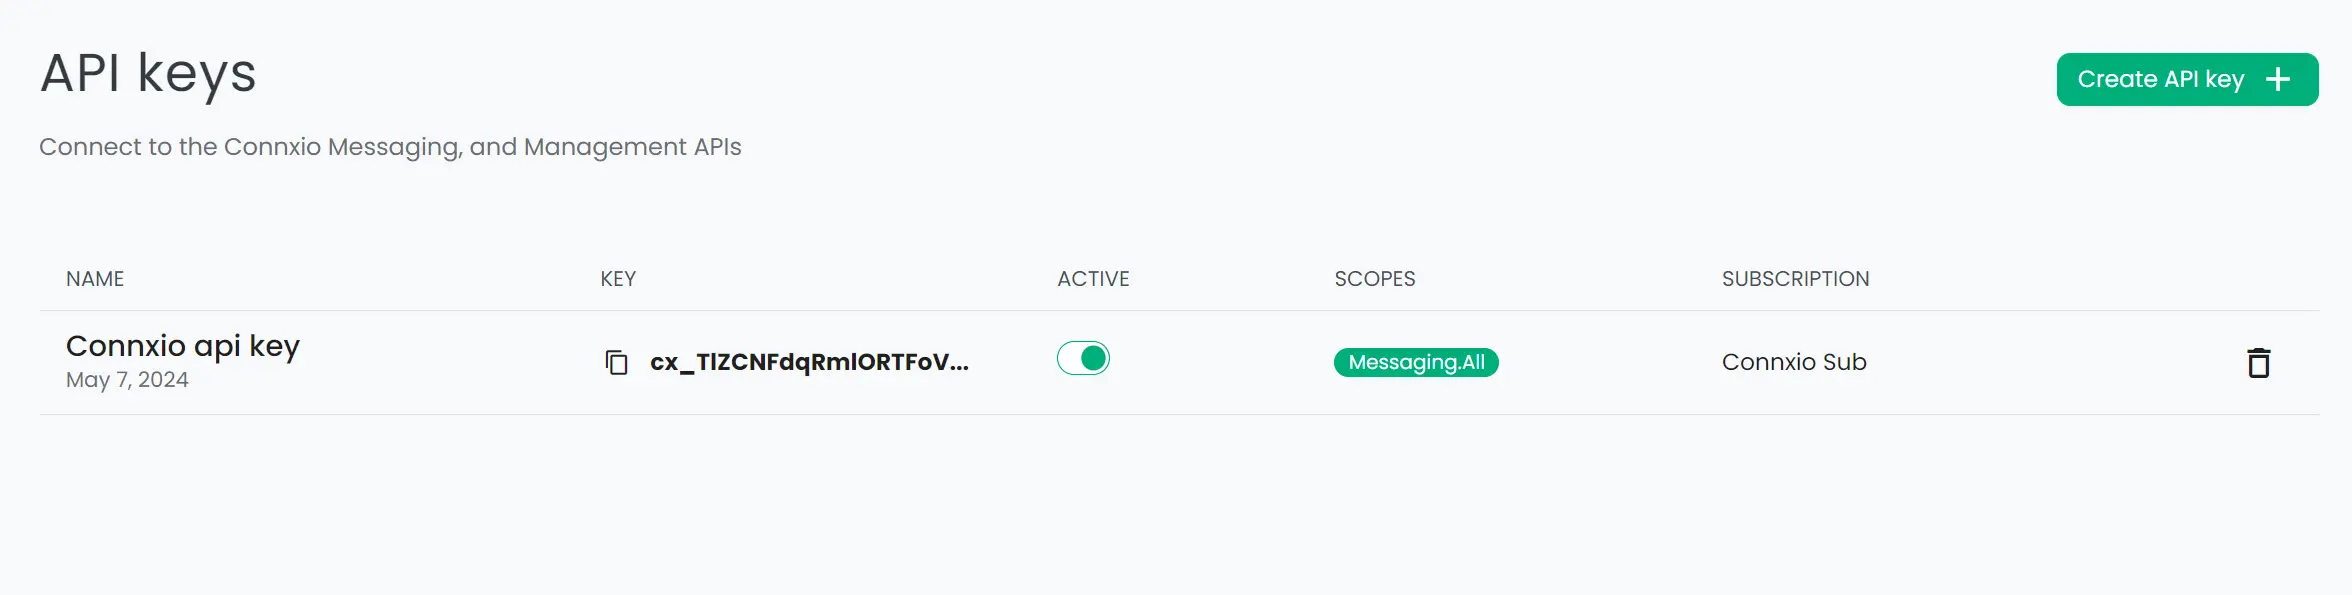 API keys
Create API key
Connect to the Connxio Messaging, and Management APIs
NAME KEY ACTIVE SCOPES SUBSCRIPTION
Connxio api key
cx_TlZCNFdqRmlORTFoV... Messaging.All Connxio Sub
May 7, 2024